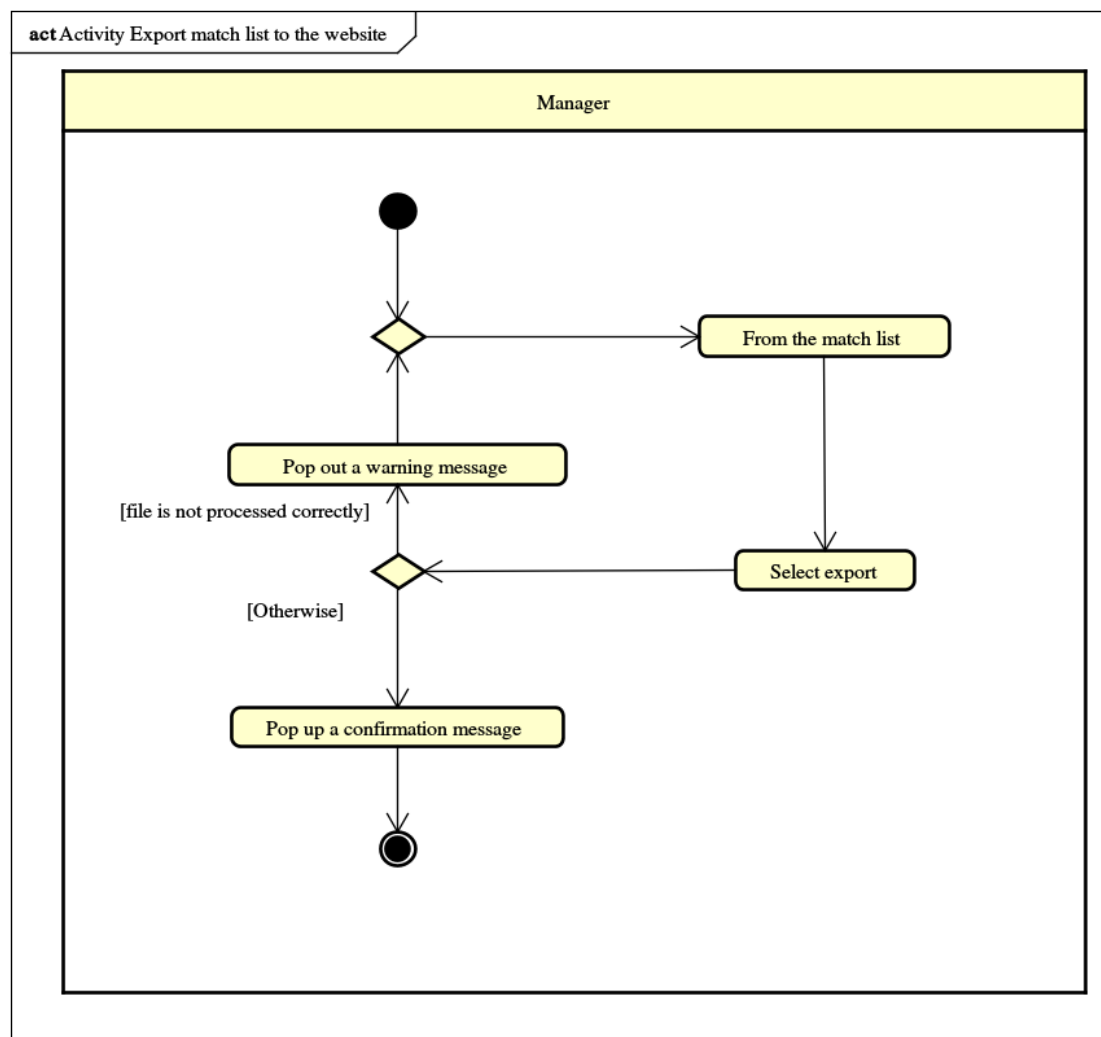 act Activity Export match list to the website
Manager
From the match list
Pop out a warning message
[file is not processed correctly]
Select export
[Otherwise]
Pop up a confirmation message